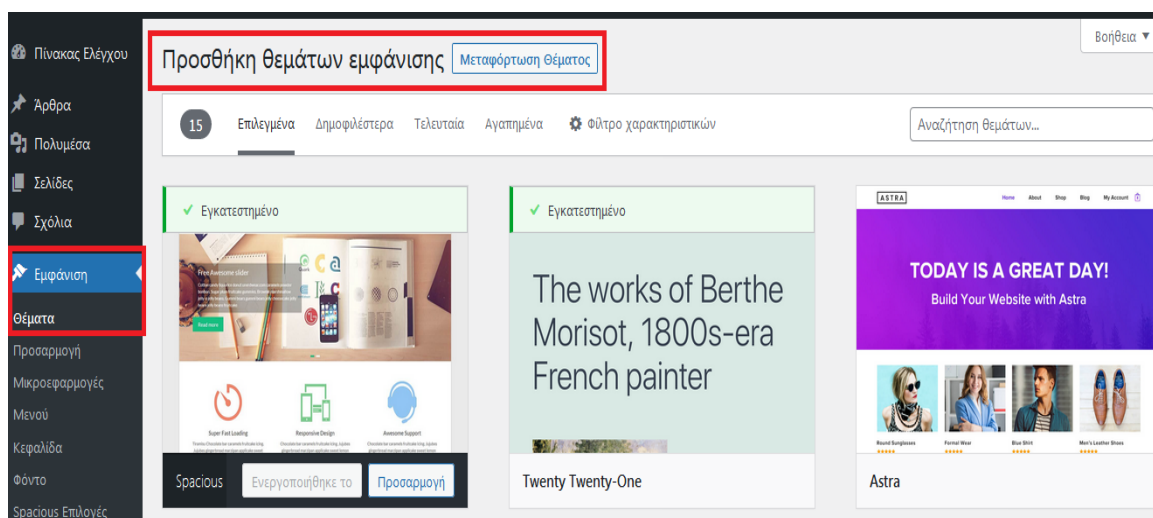 Πίνακας Ελέγχου
Άρθρα
Πολυμέσα
Σελίδες
Σχόλια
Εμφάνιση
Θέματα
Προσαρμογή
Μικροεφαρμογές
Μενού
Κεφαλίδα
Φόντο
Spacious Επιλογές
Βοήθεια
Προσθήκη θεμάτων εμφάνισης Μεταφόρτωση Θέματος
15 Επιλεγμένα Δημοφιλέστερα Τελευταία Αγαπημένα Φίλτρο χαρακτηριστικών Αναζήτηση θεμάτων...
Εγκατεστημένο
Free Awesome slider
Read more
Super Fast Loading Responsive Design Awesome Support
Spacious Ενεργοποιήθηκε το Προσαρμογή
Εγκατεστημένο
The works of Berthe
Morisot, 1800s-era
French painter
Twenty Twenty-One
ASTRA Home About Shop Blog My Account
TODAY IS A GREAT DAY!
Build Your Website with Astra
Round Sunglasses Formal Wear Blue Shirt Men's Leather Shoes
Astra